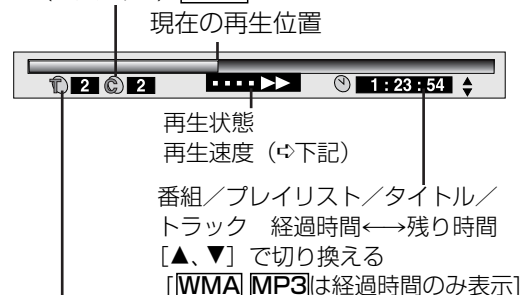 現在の再生位置
T 2 C 2 ▶▶ 1:23:54
再生状態
再生速度（➪下記）
番組／プレイリスト／タイトル／
トラック　経過時間←→残り時間
［▲、▼］で切り換える
［WMA MP3は経過時間のみ表示］